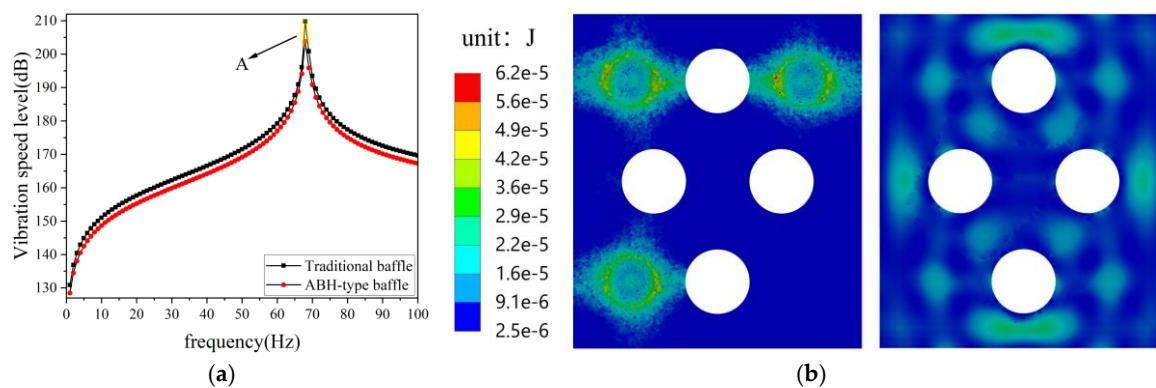 210
200
190
180
170
160
150
140
130
Vibration speed level(dB)
A
Traditional baffle
ABH-type baffle
0 10 20 30 40 50 60 70 80 90 100
frequency(Hz)
(a)
unit: J
6.2e-5
5.6e-5
4.9e-5
4.2e-5
3.6e-5
2.9e-5
2.2e-5
1.6e-5
9.1e-6
2.5e-6
(b)